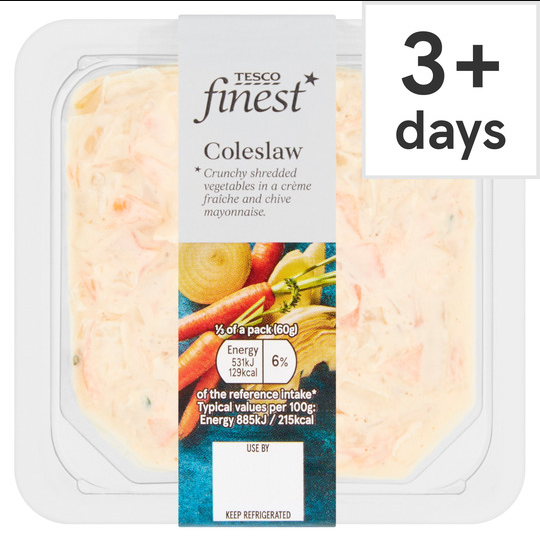 3+
days
TESCO
finest*
Coleslaw
*Crunchy shredded
vegetables in a crème
fraîche and chive
mayonnaise.
⅓ of a pack (60g)
Energy
531kJ
129kcal
6%
of the reference intake*
Typical values per 100g:
Energy 885kJ / 215kcal
USE BY
KEEP REFRIGERATED